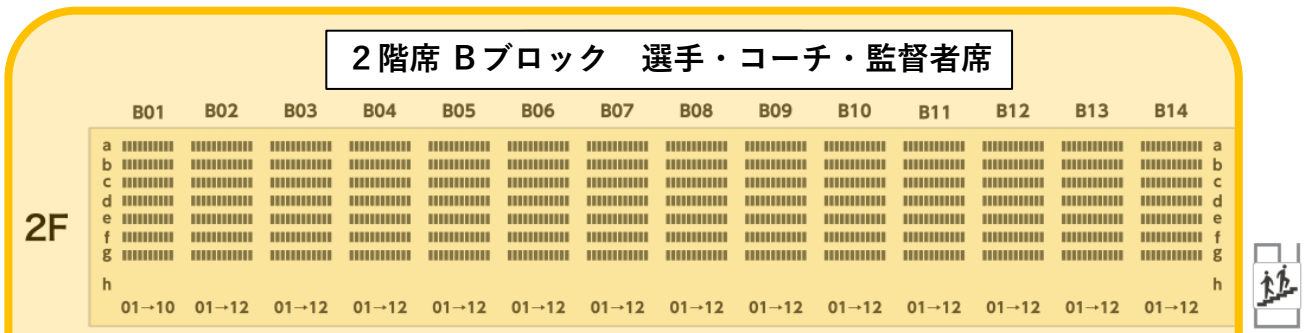 2階席 Bブロック　選手・コーチ・監督者席
B01 B02 B03 B04 B05 B06 B07 B08 B09 B10 B11 B12 B13 B14
a a
b b
c c
d d
2F
e e
f f
g g
h h
01→10 01→12 01→12 01→12 01→12 01→12 01→12 01→12 01→12 01→12 01→12 01→12 01→12 01→12